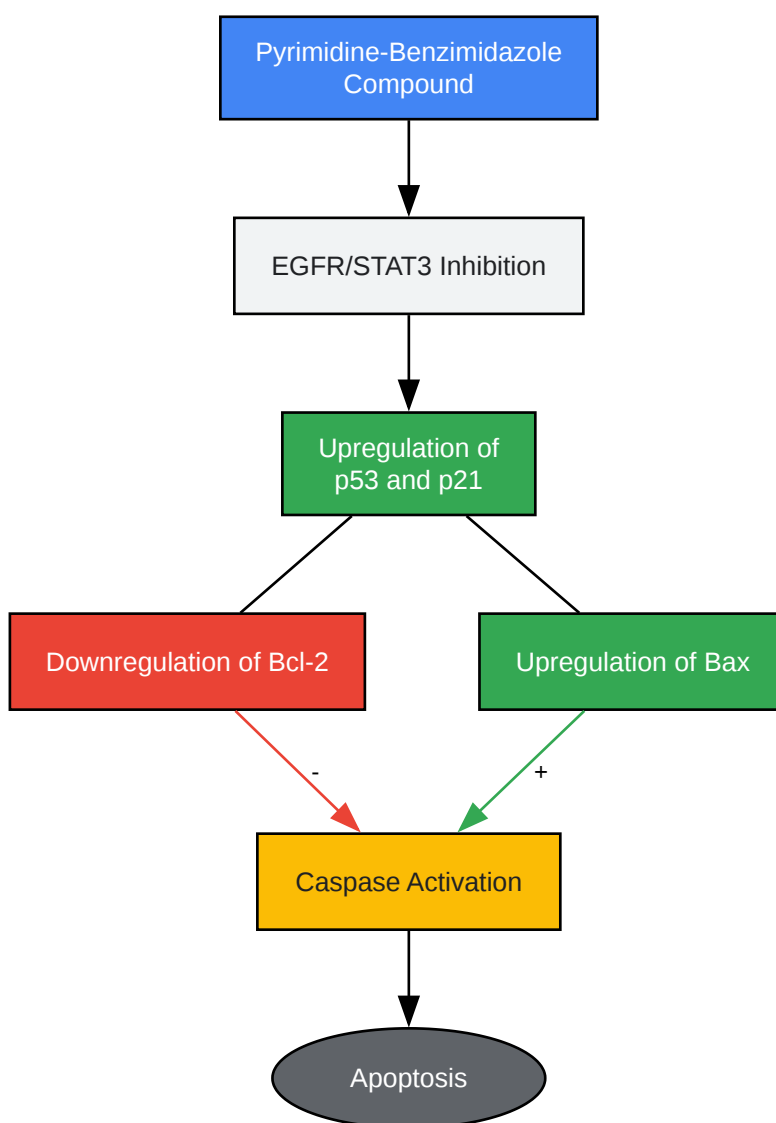 Pyrimidine-Benzimidazole
Compound
EGFR/STAT3 Inhibition
Upregulation of
p53 and p21
Downregulation of Bcl-2
Upregulation of Bax
-
+
Caspase Activation
Apoptosis